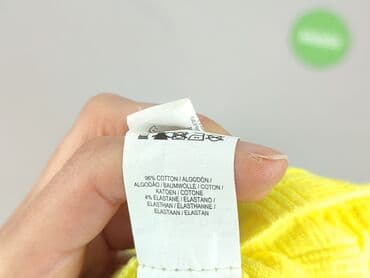 96% COTTON / ALGODÓN /
ALGODÃO / BAUMWOLLE / COTON /
KATOEN / COTONE
4% ELASTANE / ELASTANO /
ELASTHAN / ELASTHANNE /
ELASTAAN / ELASTAN